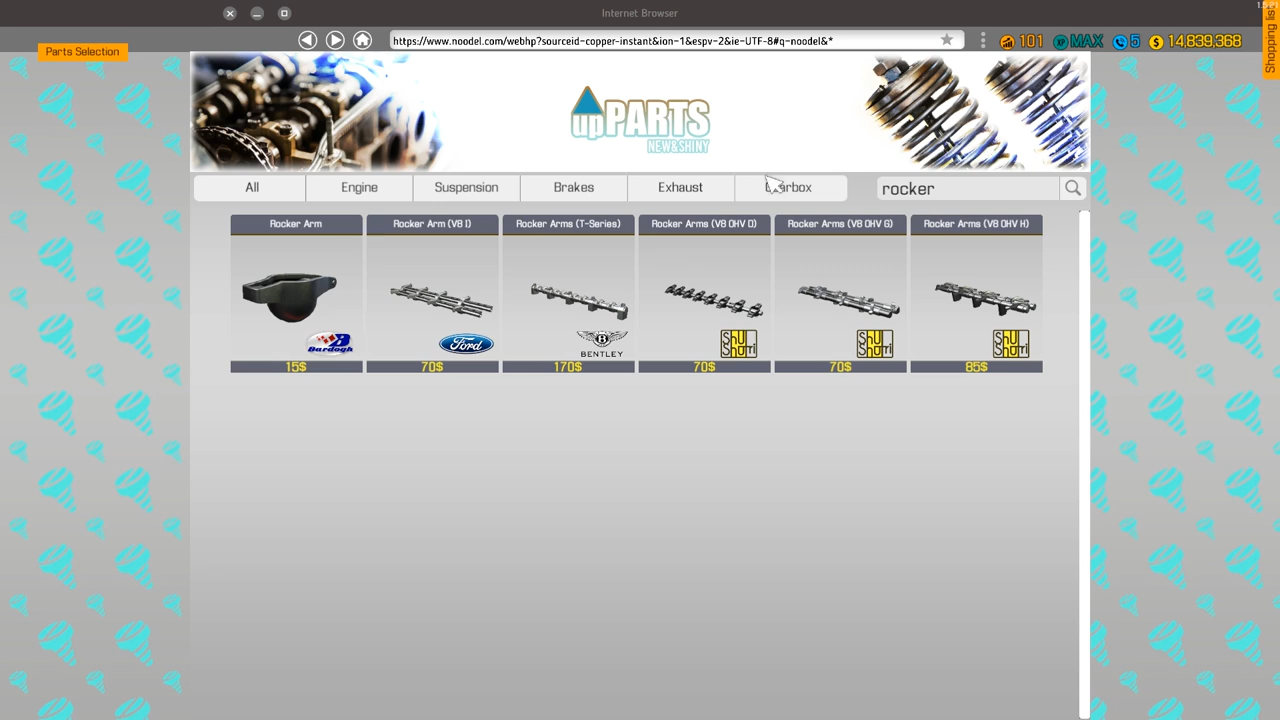 Internet Browser
Parts Selection
https://www.noodel.com/webhp?sourceid-copper-instant&ion-1&espv-2&ie-UTF-8#q-noodel&*
101 MAX 5 $ 14,839,368
Shopping list
upPARTS
NEW&SHINY
All Engine Suspension Brakes Exhaust
rocker
Rocker Arm Rocker Arm (V8 I) Rocker Arms (T-Series) Rocker Arms (V8 OHV D) Rocker Arms (V8 OHV G) Rocker Arms (V8 OHV H)
Bardogh Ford BENTLEY
15$ 70$ 170$ 70$ 70$ 85$